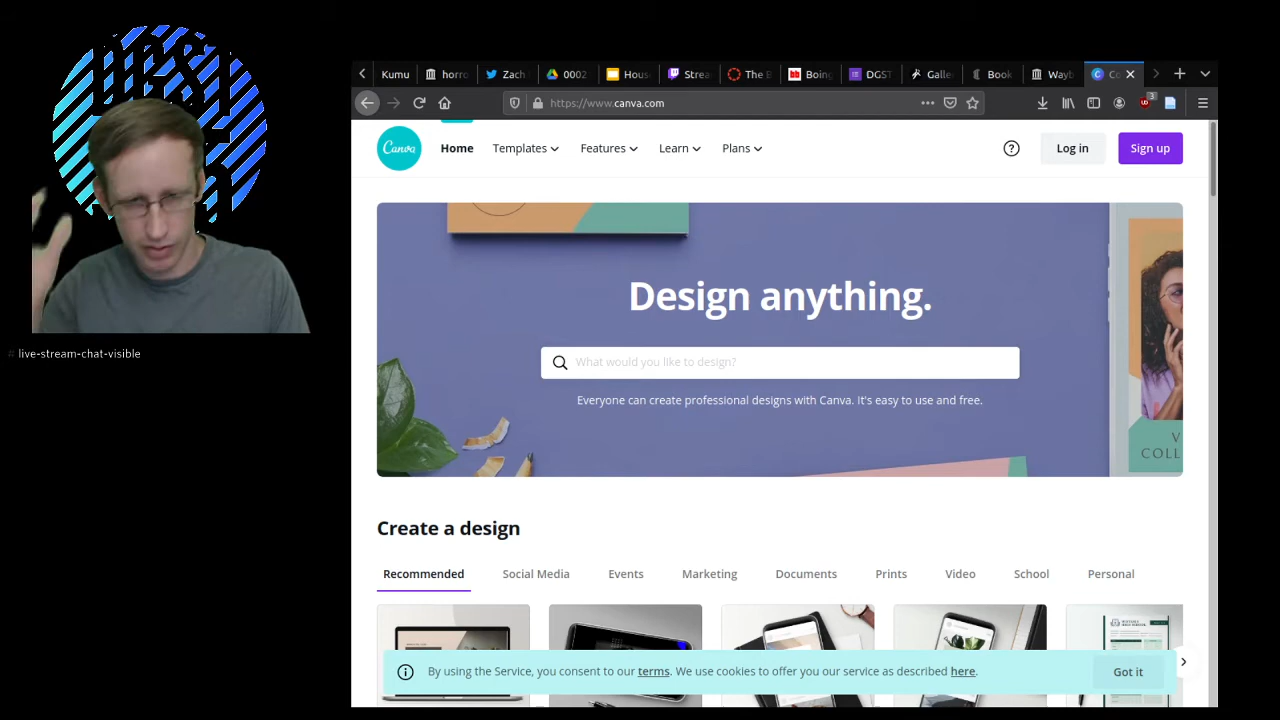 Kumu
horro
Zach
0002
Hous
Strea
The B
Boing
DGST
Galle
Book
Wayb
Co
https://www.canva.com
3
Canva
Home
Templates
Features
Learn
Plans
?
Log in
Sign up
Design anything.
What would you like to design?
Everyone can create professional designs with Canva. It's easy to use and free.
V
COLL
# live-stream-chat-visible
Create a design
Recommended
Social Media
Events
Marketing
Documents
Prints
Video
School
Personal
By using the Service, you consent to our terms. We use cookies to offer you our service as described here.
Got it